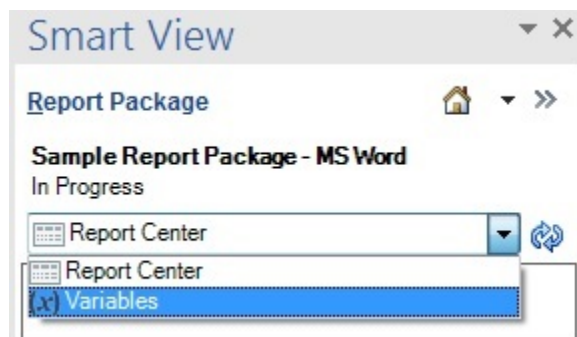 Smart View
Report Package
Sample Report Package - MS Word
In Progress
Report Center
Report Center
(x) Variables